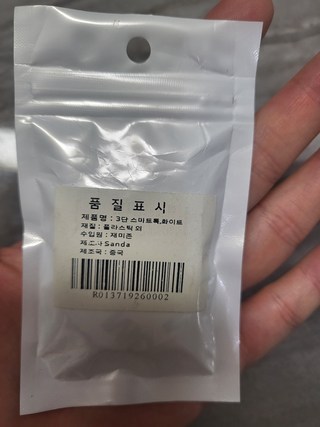 품 질 표 시
제품명 : 3단 스마트톡,화이트
재질 : 플라스틱 외
수입원 : 재미존
제조사 Sanda
제조국 : 중국
R013719260002